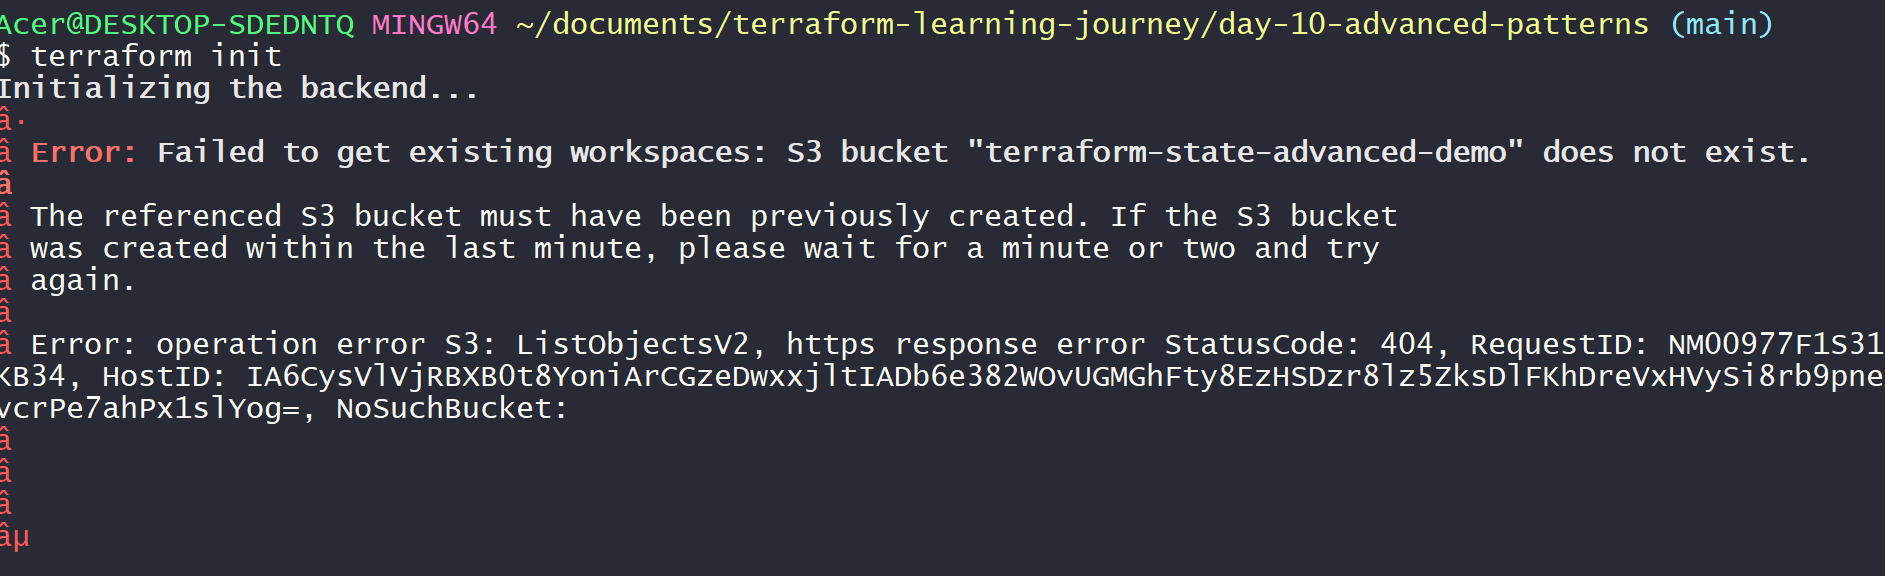 Acer@DESKTOP-SDEDNTQ MINGW64 ~/documents/terraform-learning-journey/day-10-advanced-patterns (main)
$ terraform init
Initializing the backend...
â·
â Error: Failed to get existing workspaces: S3 bucket "terraform-state-advanced-demo" does not exist.
â
â The referenced S3 bucket must have been previously created. If the S3 bucket
â was created within the last minute, please wait for a minute or two and try
â again.
â
â Error: operation error S3: ListObjectsV2, https response error StatusCode: 404, RequestID: NM00977F1S31
KB34, HostID: IA6CysVlVjRBXBOt8YoniArCGzeDwxxjltIADb6e382WOvUGMGhFty8EzHSDzr8lz5ZksDlFKhDreVxHVySi8rb9pne
vcrPe7ahPx1slYog=, NoSuchBucket:
â
â
â
âµ